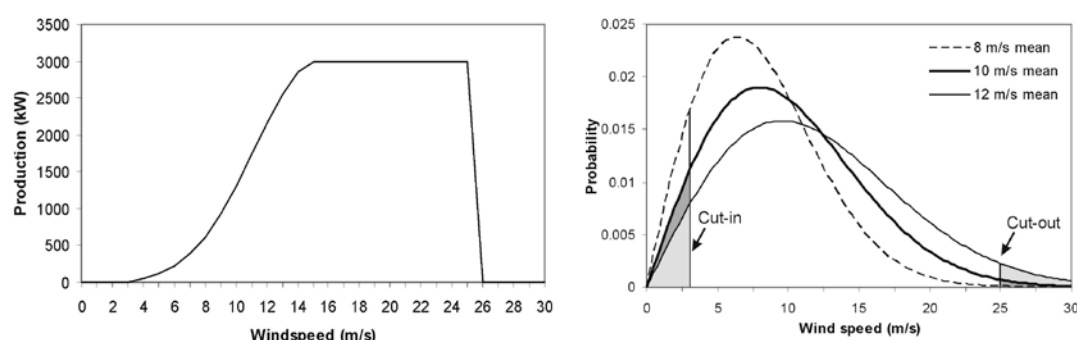 3500
3000
2500
2000
1500
1000
500
0
Production (kW)
0 2 4 6 8 10 12 14 16 18 20 22 24 26 28 30
Windspeed (m/s)
0.025
0.02
0.015
0.01
0.005
0
Probability
8 m/s mean
10 m/s mean
12 m/s mean
Cut-in
Cut-out
0 5 10 15 20 25 30
Wind speed (m/s)